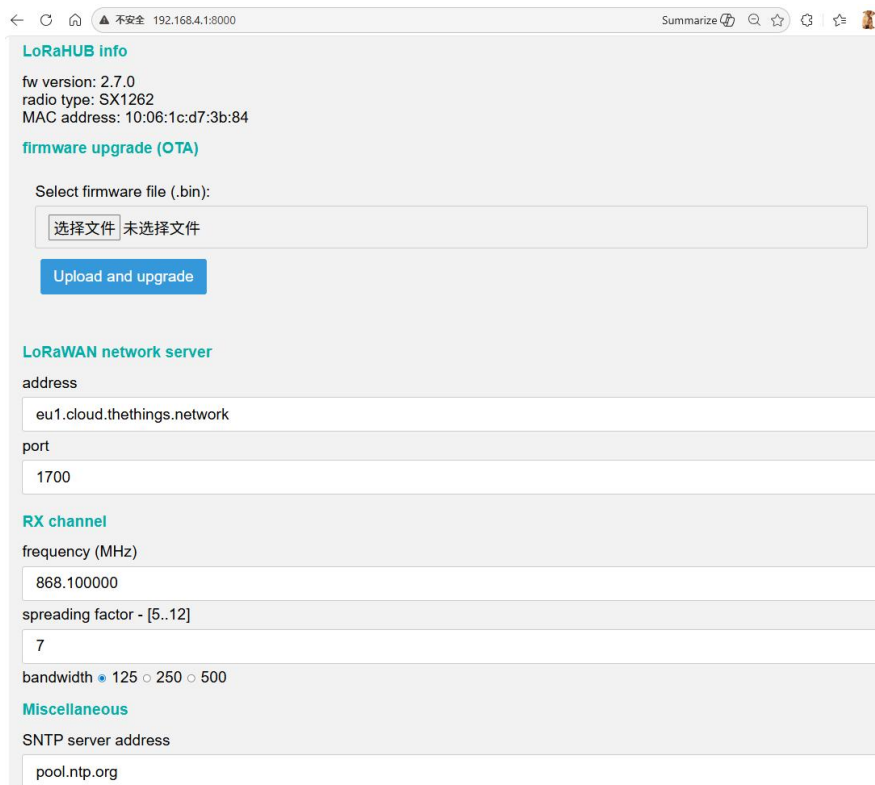 不安全 192.168.4.1:8000 Summarize
LoRaHUB info
fw version: 2.7.0
radio type: SX1262
MAC address: 10:06:1c:d7:3b:84
firmware upgrade (OTA)
Select firmware file (.bin):
选择文件 未选择文件
Upload and upgrade
LoRaWAN network server
address
eu1.cloud.thethings.network
port
1700
RX channel
frequency (MHz)
868.100000
spreading factor - [5..12]
7
bandwidth 125 250 500
Miscellaneous
SNTP server address
pool.ntp.org